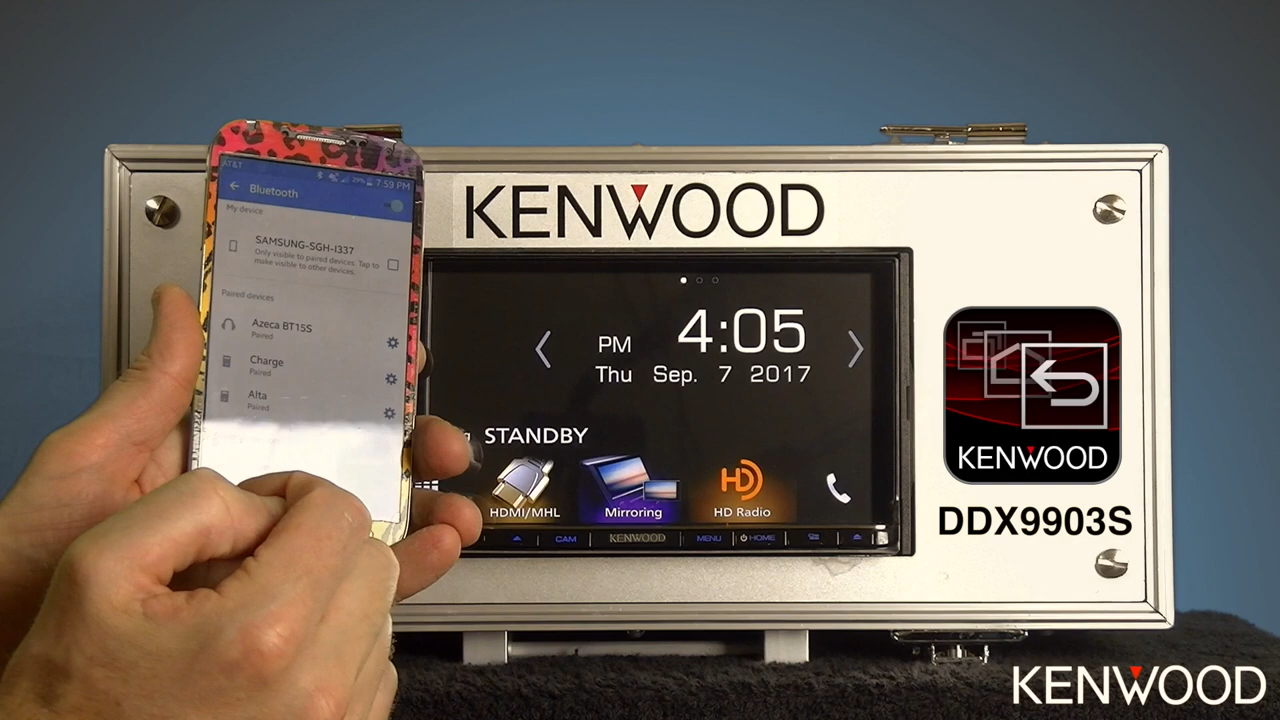 AT&T
29% 7:59 PM
Bluetooth
My device
SAMSUNG-SGH-I337
Only visible to paired devices. Tap to
make visible to other devices.
Paired devices
Azeca BT15S
Paired
Charge
Paired
Alta
Paired
KENWOOD
PM 4:05
Thu Sep. 7 2017
STANDBY
HDMI/MHL
Mirroring
HD Radio
CAM
KENWOOD
MENU
HOME
KENWOOD
DDX9903S
KENWOOD